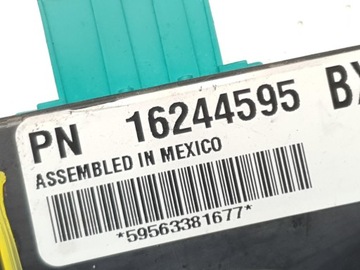 PN 16244595 BX
ASSEMBLED IN MEXICO
*59563381677*